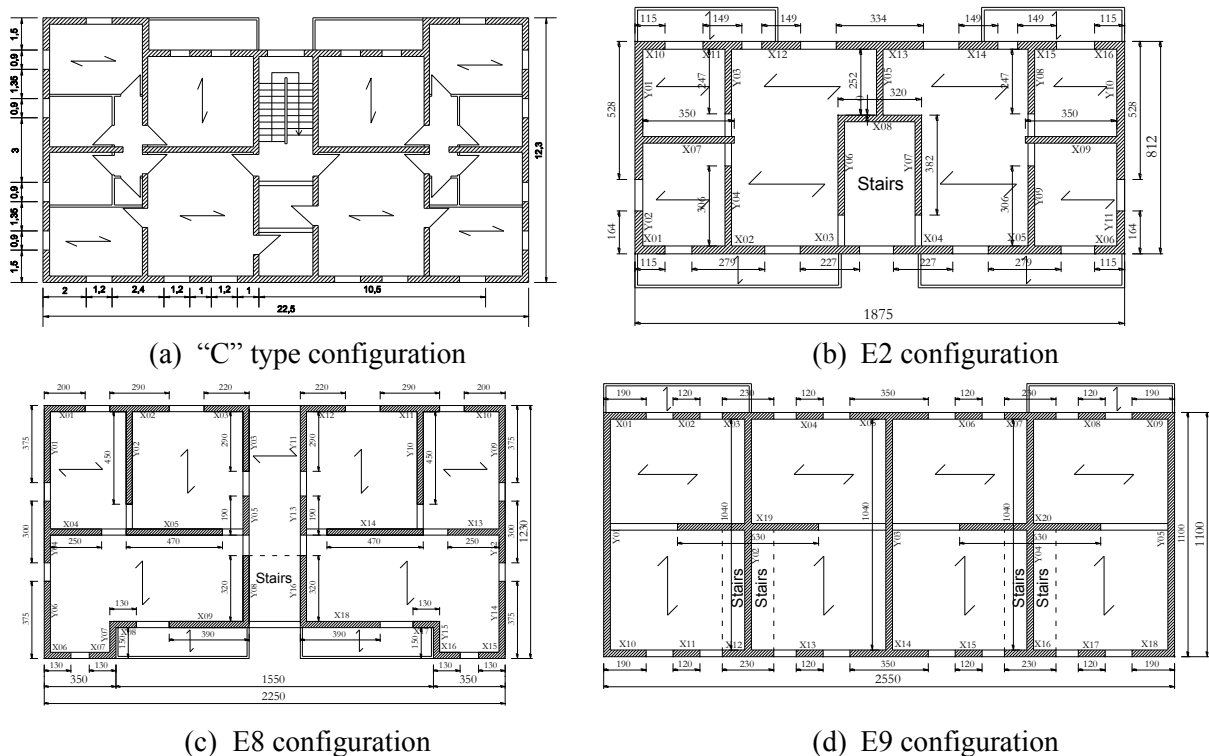 1,5
0,9
1,35
0,9
3
0,9
1,35
0,9
1,5
12,3
2 1,2 2,4 1,2 1 1,2 1 10,5
22,5
(a) “C” type configuration
115 149 149 334 149 115
X10 X11 X12 X13 X14 X15 X16
Y01 247 Y03 252 Y05 247 Y08 Y10
528 350 320 350 528
X07 X08 X09
812
Y06 Y07 382
Stairs
Y02 306 Y04 306 Y09 Y11
164 164
X01 X02 X03 X04 X05 X06
115 279 227 227 279 115
1875
(b) E2 configuration
200 290 220 220 290 200
X01 X02 X03 X12 X11 X10
375 Y01 450 Y02 290 Y03 Y11 290 Y10 450 Y09 375
300 190 Y05 Y13 190 300
X04 X05 X14 X13
250 470 470 250
1230
Stairs
320 Y08 Y16 320
375 Y06 Y14 375
130 130
Y07 X09 X18 Y15
X08 150 390 390 150
X06 X07 X16 X15
130 130 130 130
350 1550 350
2250
(c) E8 configuration
190 120 230 120 350 120 230 120 190
X01 X02 X03 X04 X05 X06 X07 X08 X09
1040 1040 1040 1100 1100
X19 X20
Y01 630 Y03 630 Y05
Y02 Y04
Stairs Stairs Stairs Stairs
X10 X11 X12 X13 X14 X15 X16 X17 X18
190 120 230 120 350 120 230 120 190
2550
(d) E9 configuration